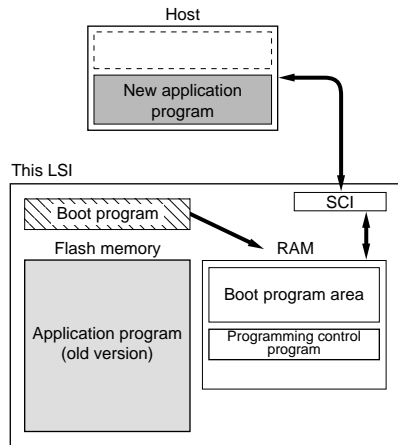 Host
New application
program
This LSI
SCI
Boot program
Flash memory
RAM
Boot program area
Application program
(old version)
Programming control
program